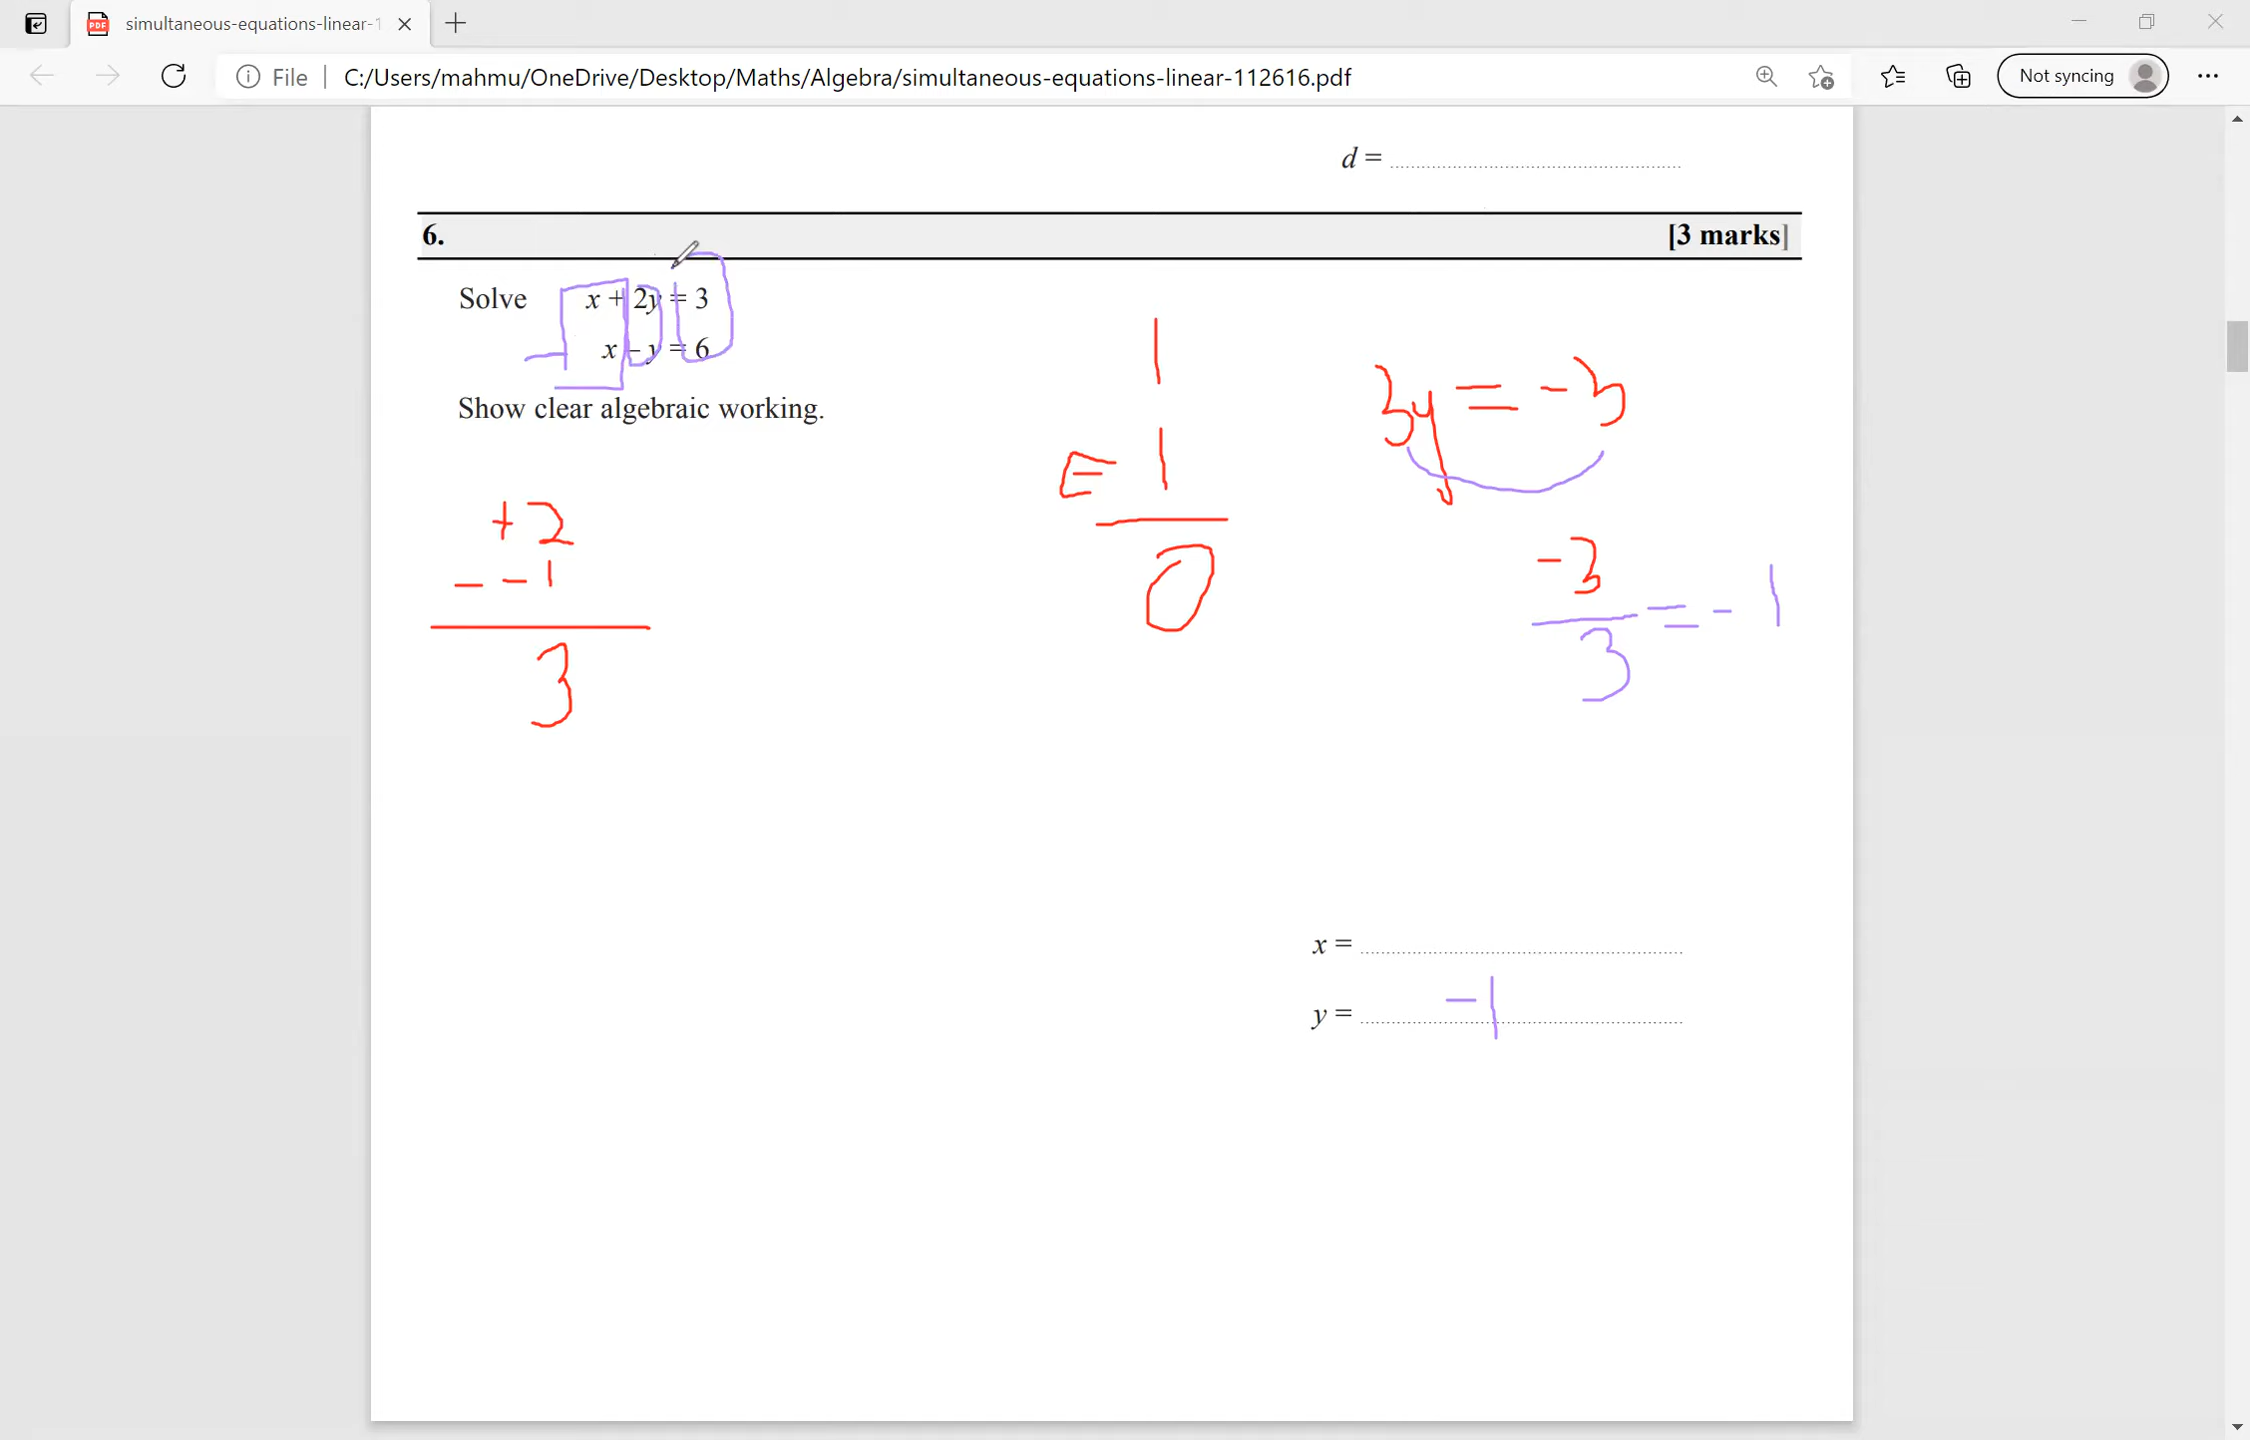 simultaneous-equations-linear-1
File | C:/Users/mahmu/OneDrive/Desktop/Maths/Algebra/simultaneous-equations-linear-112616.pdf
Not syncing
d =
6. [3 marks]
Solve x + 2y = 3
x – y = 6
Show clear algebraic working.
1
- 1
0
3y = -3
+2
- -1
3
-3
3
= -1
x =
y = -1